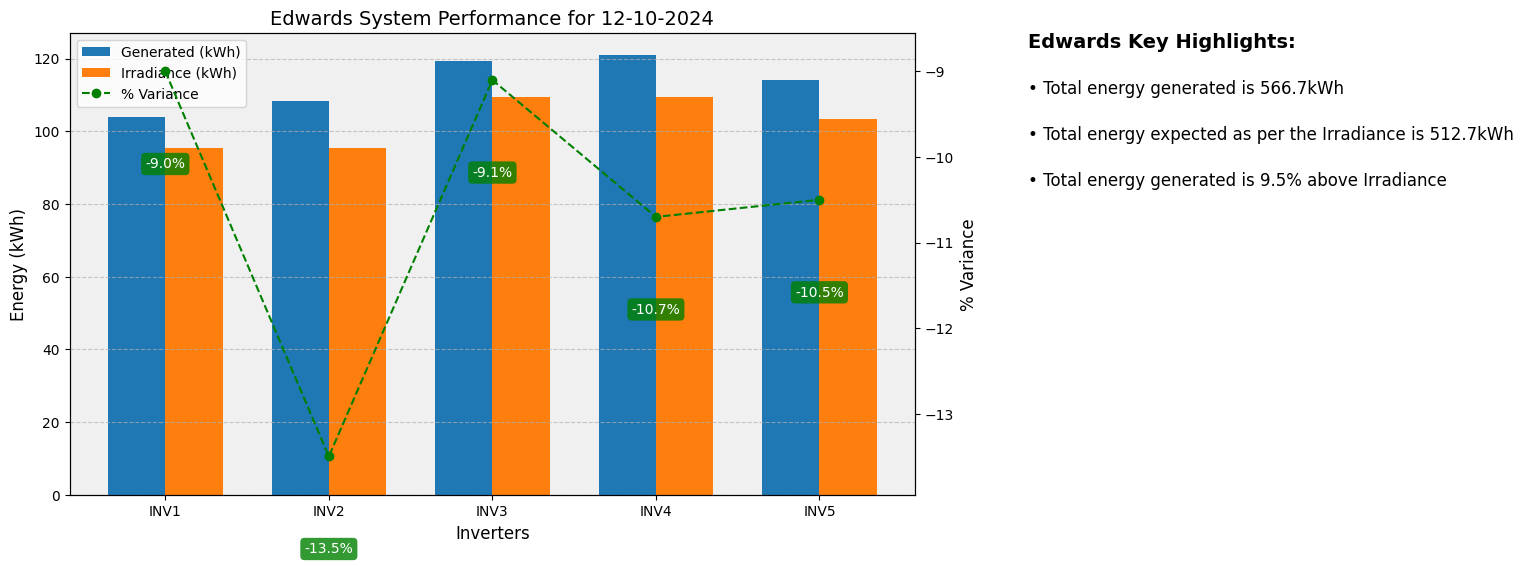 Edwards System Performance for 12-10-2024
Generated (kWh)
Irradiance (kWh)
% Variance
Energy (kWh)
120
100
80
60
40
20
0
-9.0%
-13.5%
-9.1%
-10.7%
-10.5%
INV1
INV2
INV3
INV4
INV5
Inverters
−9
−10
−11
−12
−13
% Variance
Edwards Key Highlights:
• Total energy generated is 566.7kWh
• Total energy expected as per the Irradiance is 512.7kWh
• Total energy generated is 9.5% above Irradiance